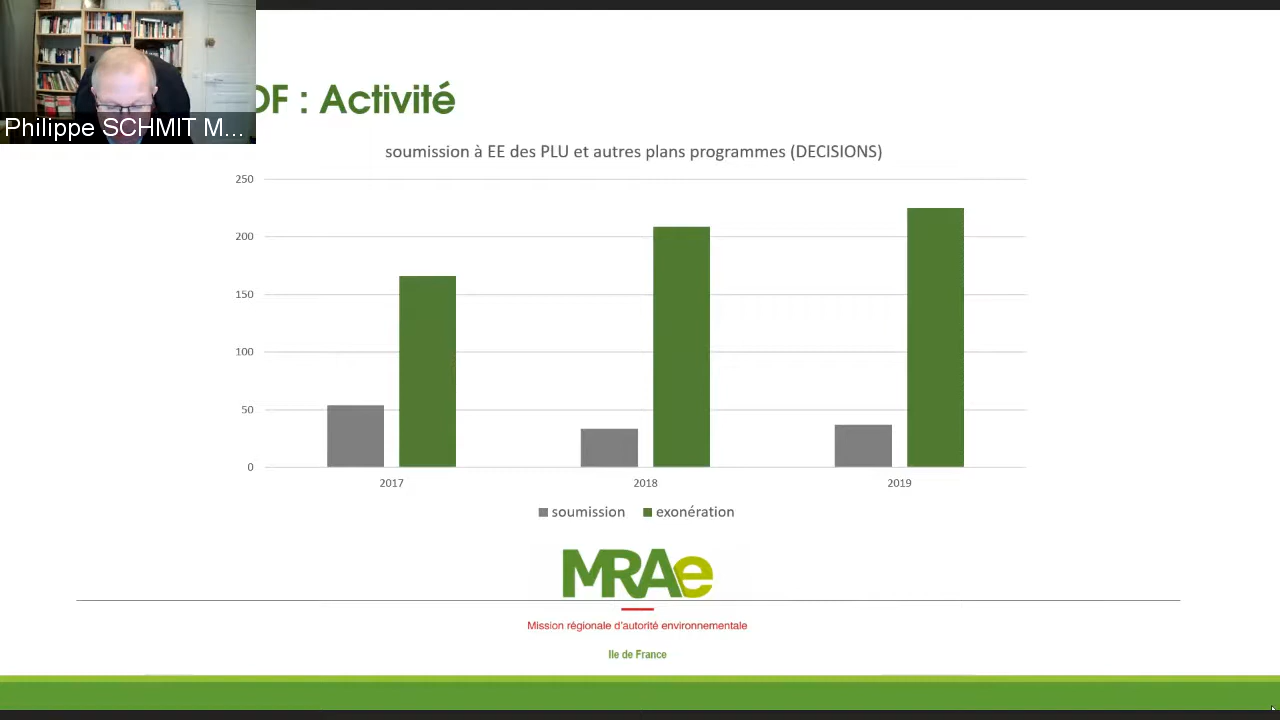 Philippe SCHMIT M...
: Activité
soumission à EE des PLU et autres plans programmes (DECISIONS)
250
200
150
100
50
0
2017
2018
2019
soumission
exonération
MRAe
Mission régionale d'autorité environnementale
Ile de France